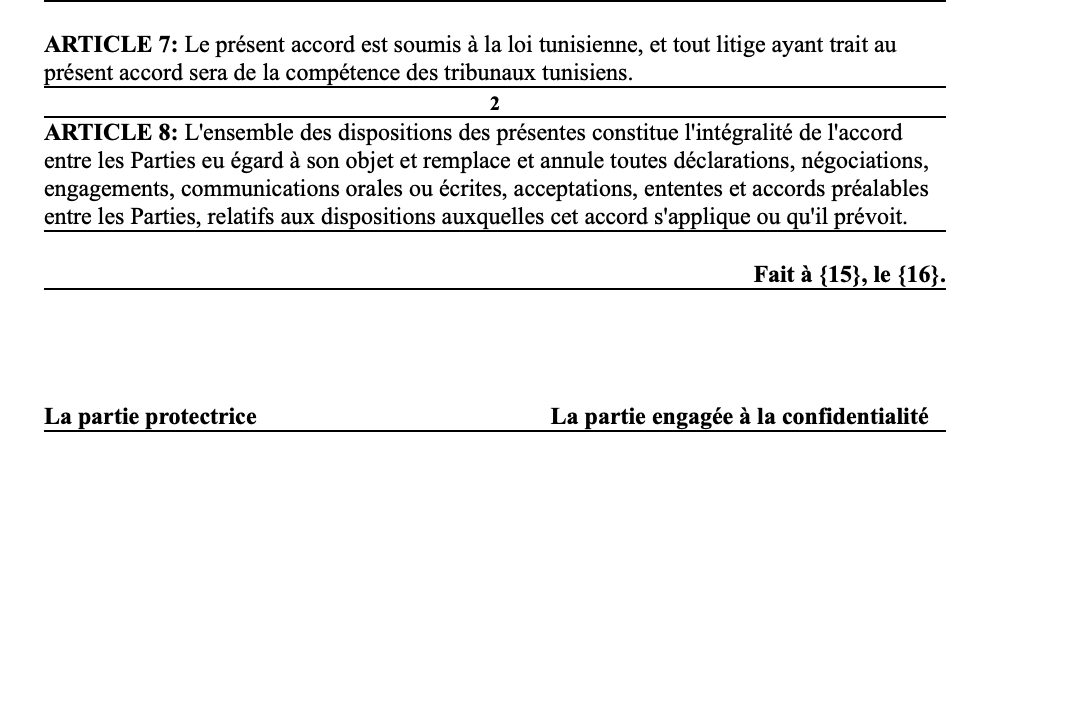 ARTICLE 7: Le présent accord est soumis à la loi tunisienne, et tout litige ayant trait au
présent accord sera de la compétence des tribunaux tunisiens.
2
ARTICLE 8: L'ensemble des dispositions des présentes constitue l'intégralité de l'accord
entre les Parties eu égard à son objet et remplace et annule toutes déclarations, négociations,
engagements, communications orales ou écrites, acceptations, ententes et accords préalables
entre les Parties, relatifs aux dispositions auxquelles cet accord s'applique ou qu'il prévoit.
Fait à {15}, le {16}.
La partie protectrice La partie engagée à la confidentialité